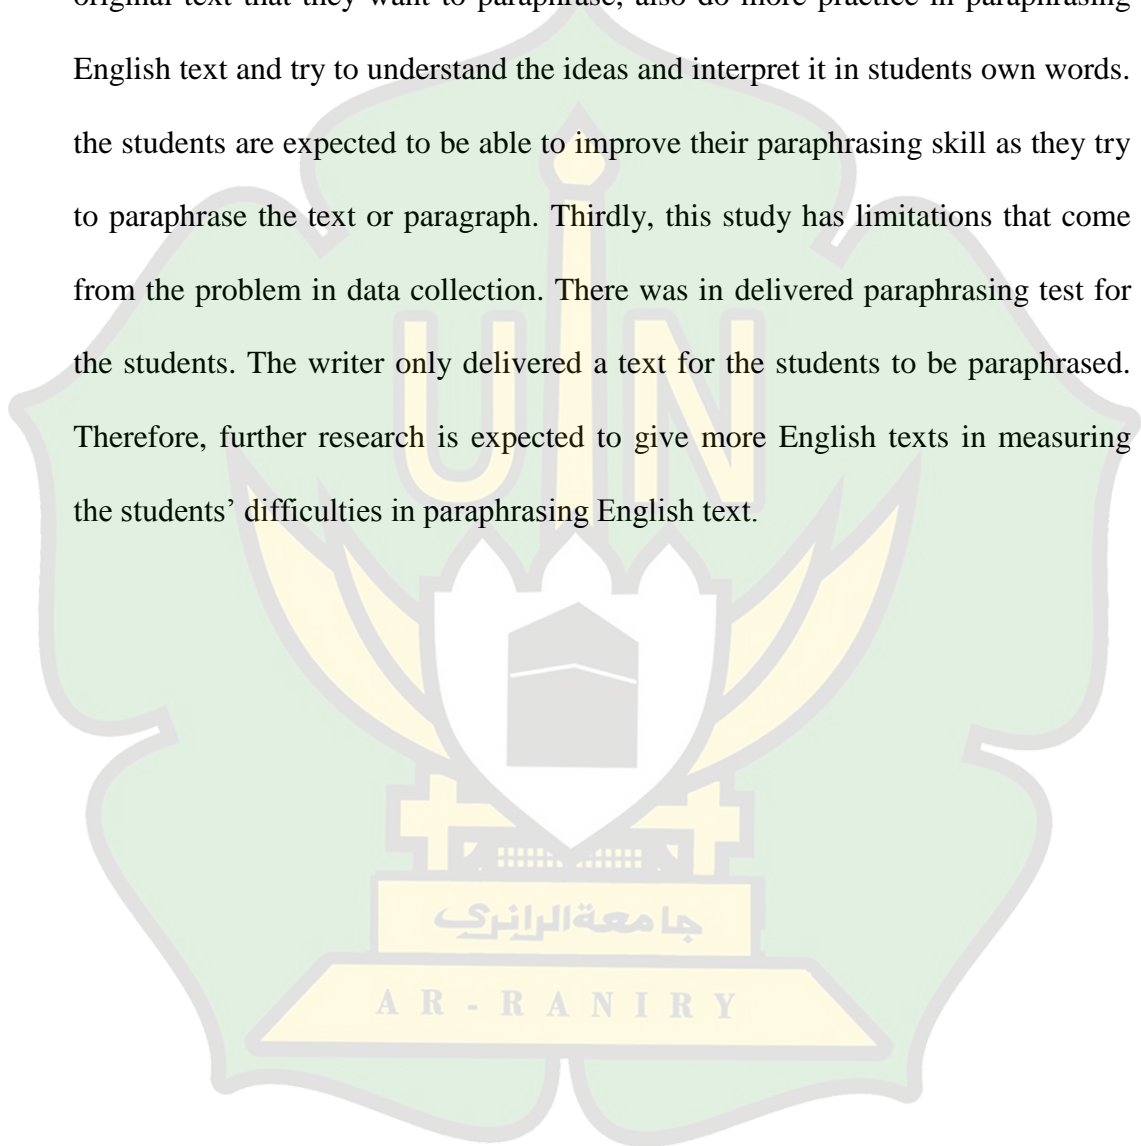 original text that they want to paraphrase, also do more practice in paraphrasing
English text and try to understand the ideas and interpret it in students own words.
the students are expected to be able to improve their paraphrasing skill as they try
to paraphrase the text or paragraph. Thirdly, this study has limitations that come
from the problem in data collection. There was in delivered paraphrasing test for
the students. The writer only delivered a text for the students to be paraphrased.
Therefore, further research is expected to give more English texts in measuring
the students’ difficulties in paraphrasing English text.
UIN
جامعة الرانري
AR-RANIRY